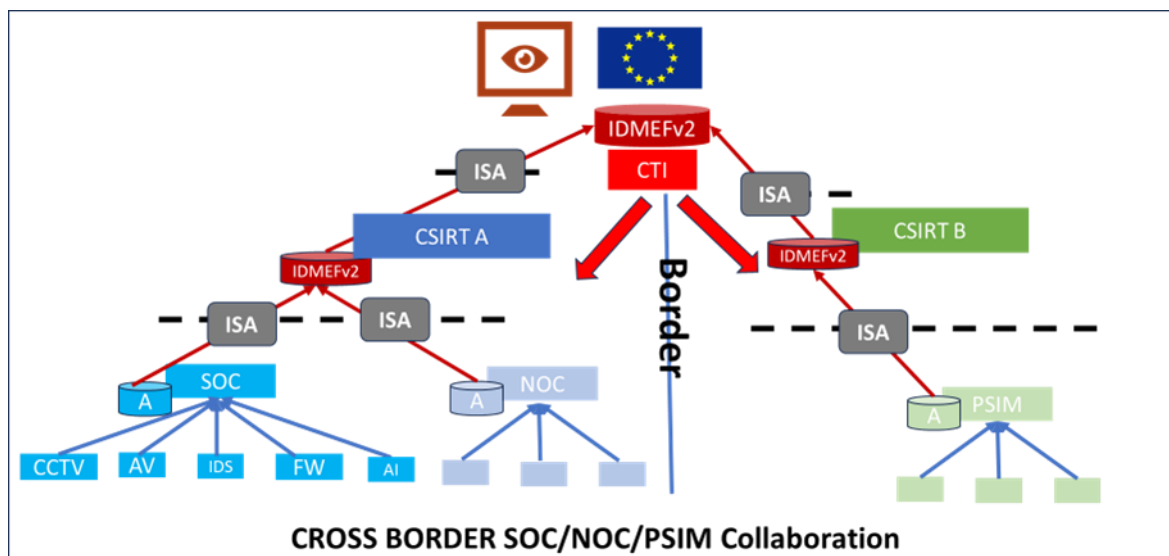 IDMEFv2
CTI
ISA
ISA
CSIRT A
CSIRT B
IDMEFv2
IDMEFv2
Border
ISA
ISA
ISA
SOC
A
NOC
A
PSIM
A
CCTV
AV
IDS
FW
AI
CROSS BORDER SOC/NOC/PSIM Collaboration